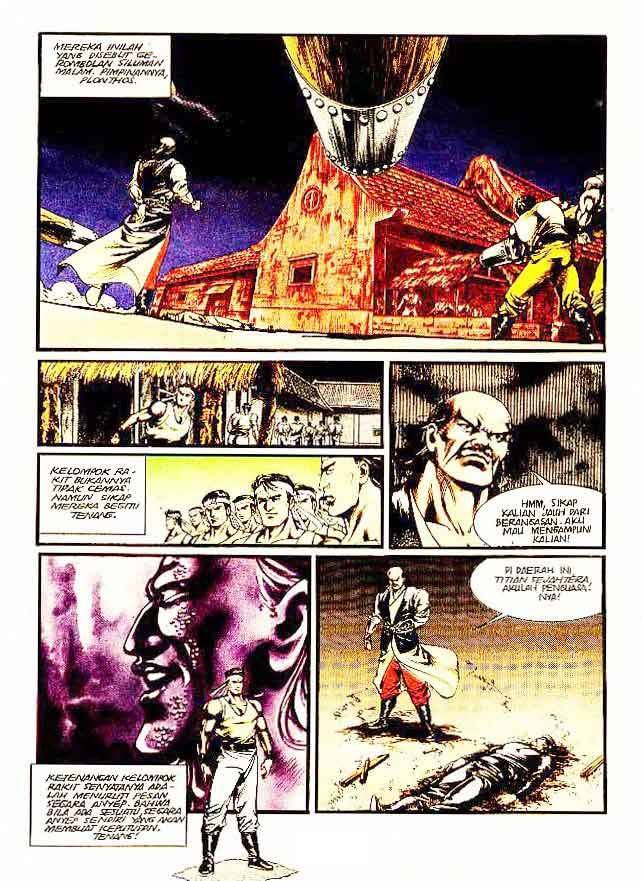 MEREKA INILAH
YANG DISEBUT GE-
ROMBOLAN SILUMAN
MALAM. PIMPINANNYA,
PLONTHOS.
KELOMPOK RA-
KIT BUKANNYA
TIDAK CEMAS,
NAMUN SIKAP
MEREKA BEGITU
TENANG.
HMM, SIKAP
KALIAN JAUH DARI
BERANGASAN. AKU
MAU MENGAMPUNI
KALIAN!
DI DAERAH INI
TITIAN SEJAHTERA,
AKULAH PENGUASA-
NYA!
KETENANGAN KELOMPOK
RAKIT SENYATANYA ADA-
LAH MENURUTI PESAN
SEGARA ANYEP. BAHWA
BILA ADA SESUATU, SEGARA
ANYEP SENDIRI YANG AKAN
MEMBUAT KEPUTUSAN.
TENANG!